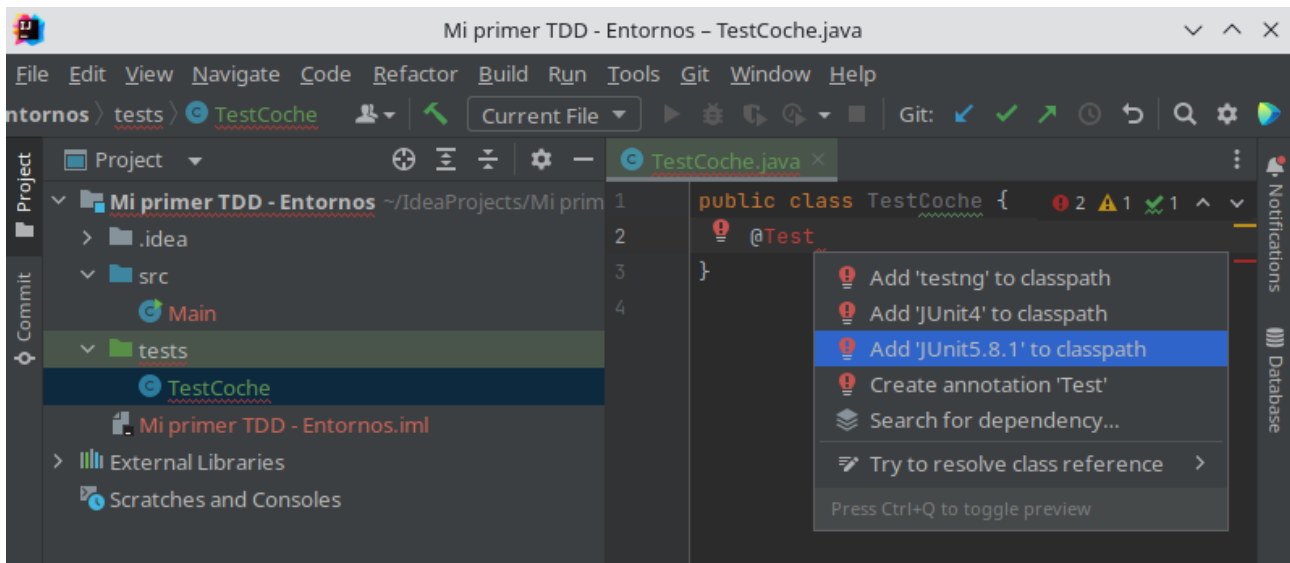 Mi primer TDD - Entornos – TestCoche.java
File Edit View Navigate Code Refactor Build Run Tools Git Window Help
ntornos tests TestCoche Current File Git:
Project
TestCoche.java
Mi primer TDD - Entornos ~/IdeaProjects/Mi prim
.idea
src
Main
tests
TestCoche
Mi primer TDD - Entornos.iml
External Libraries
Scratches and Consoles
Project
Commit
1 public class TestCoche { 2 1 1
2 @Test
3 }
4
Add 'testng' to classpath
Add 'JUnit4' to classpath
Add 'JUnit5.8.1' to classpath
Create annotation 'Test'
Search for dependency...
Try to resolve class reference
Press Ctrl+Q to toggle preview
Notifications
Database